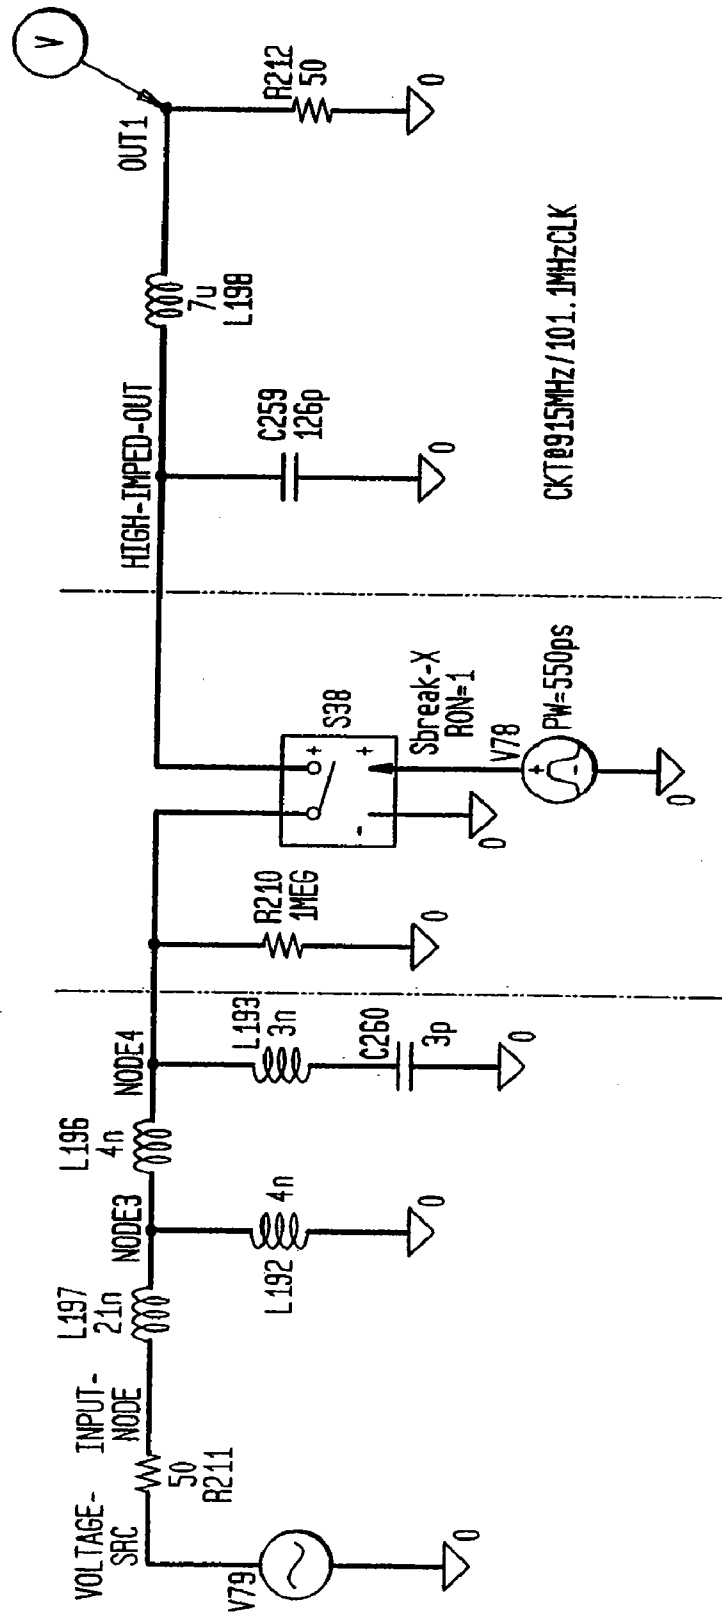 VOLTAGE-
SRC
V79
0
50
R211
INPUT-
NODE
L197
21n
NODE3
L192
4n
0
L196
4n
NODE4
L193
3n
C260
3p
0
R210
1MEG
0
S38
+
+
-
0
Sbreak-X
RON=1
V78
+
-
PW=550ps
0
HIGH-IMPED-OUT
C259
126p
0
7u
L198
OUT1
V
R212
50
0
CKT@915MHz/101.1MHzCLK